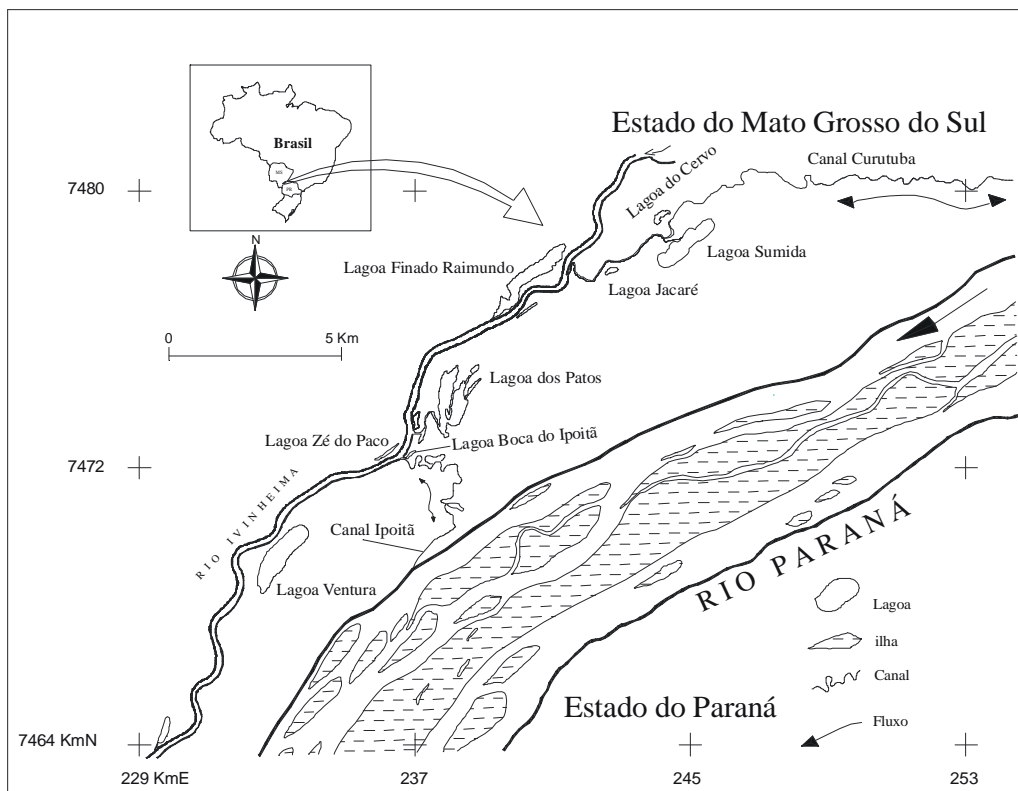 Estado do Mato Grosso do Sul
Brasil
MS
PR
N
Canal Curutuba
Lagoa do Cervo
7480
Lagoa Sumida
Lagoa Finado Raimundo
Lagoa Jacaré
0
5 Km
Lagoa dos Patos
Lagoa Zé do Paco
Lagoa Boca do Ipoitã
7472
RIO IVINHEIMA
Canal Ipoitã
Lagoa Ventura
RIO PARANÁ
Lagoa
ilha
Canal
Fluxo
Estado do Paraná
7464 KmN
229 KmE
237
245
253